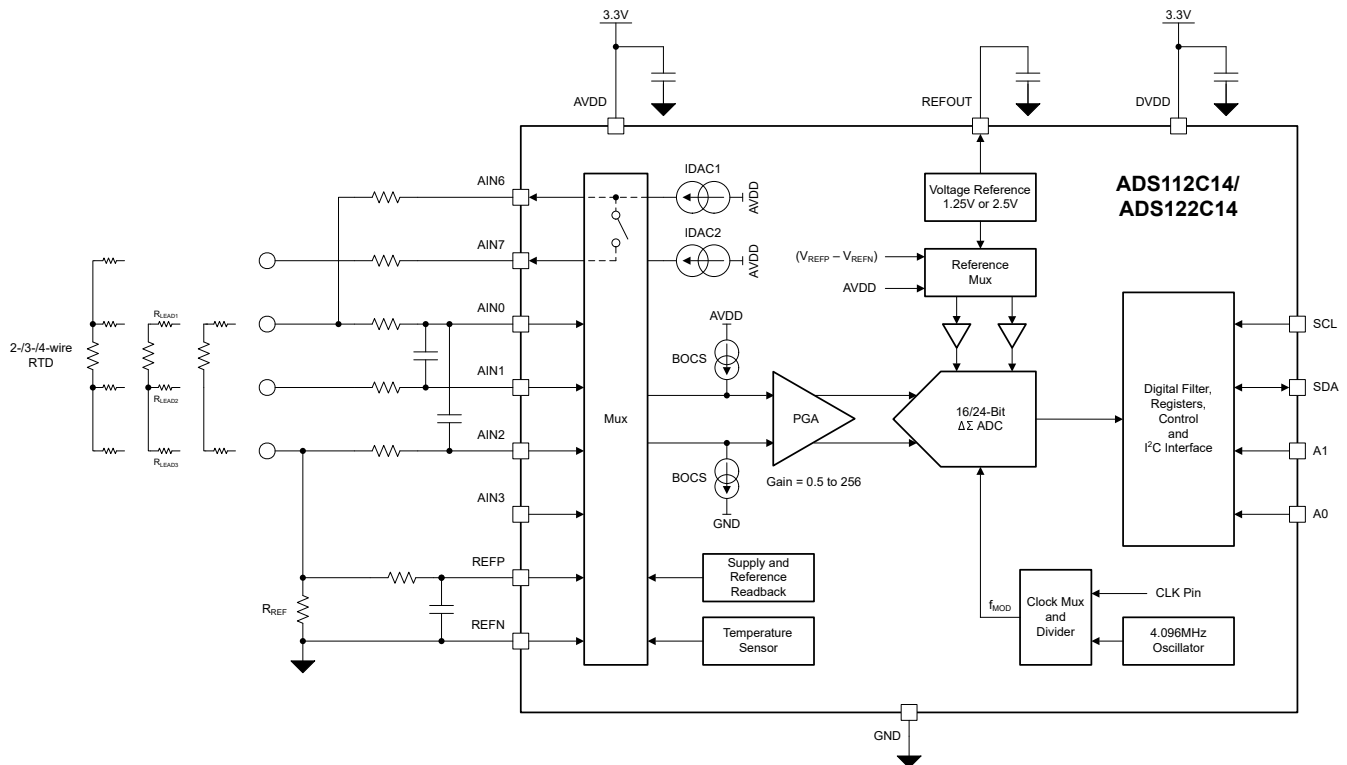 3.3V
3.3V
AVDD
REFOUT
DVDD
AIN6
IDAC1
AVDD
Voltage Reference
1.25V or 2.5V
ADS112C14/
ADS122C14
AIN7
IDAC2
AVDD
(VREFP – VREFN)
AVDD
Reference
Mux
RLEAD1
AIN0
AVDD
SCL
2-/3-/4-wire
RTD
BOCS
RLEAD2
AIN1
Mux
PGA
16/24-Bit
ΔΣ ADC
Digital Filter,
Registers,
Control
and
I²C Interface
SDA
RLEAD3
AIN2
BOCS
Gain = 0.5 to 256
A1
AIN3
GND
A0
REFP
Supply and
Reference
Readback
RREF
fMOD
Clock Mux
and
Divider
CLK Pin
REFN
Temperature
Sensor
4.096MHz
Oscillator
GND